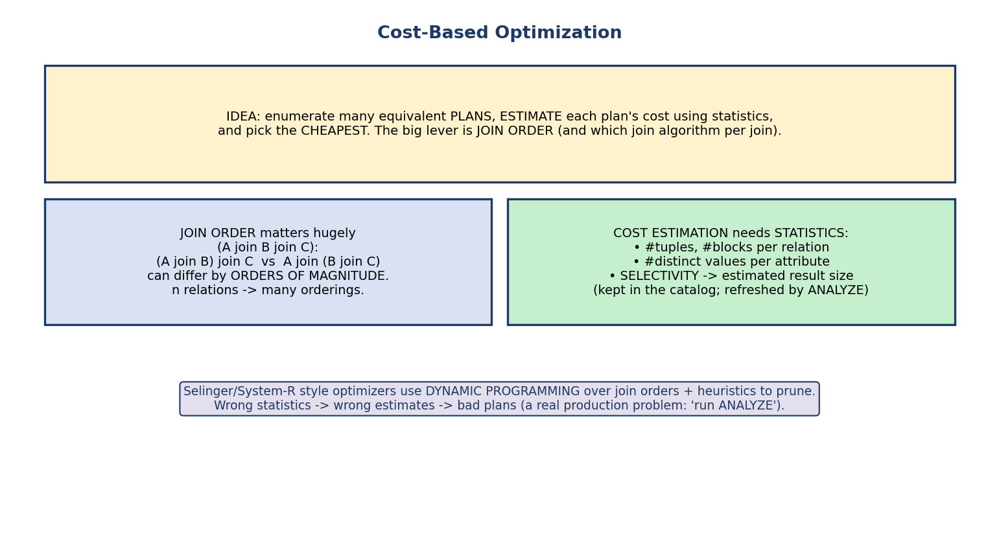 Cost-Based Optimization
IDEA: enumerate many equivalent PLANS, ESTIMATE each plan's cost using statistics,
and pick the CHEAPEST. The big lever is JOIN ORDER (and which join algorithm per join).
JOIN ORDER matters hugely
(A join B join C):
(A join B) join C  vs  A join (B join C)
can differ by ORDERS OF MAGNITUDE.
n relations -> many orderings.
COST ESTIMATION needs STATISTICS:
• #tuples, #blocks per relation
• #distinct values per attribute
• SELECTIVITY -> estimated result size
(kept in the catalog; refreshed by ANALYZE)
Selinger/System-R style optimizers use DYNAMIC PROGRAMMING over join orders + heuristics to prune.
Wrong statistics -> wrong estimates -> bad plans (a real production problem: 'run ANALYZE').